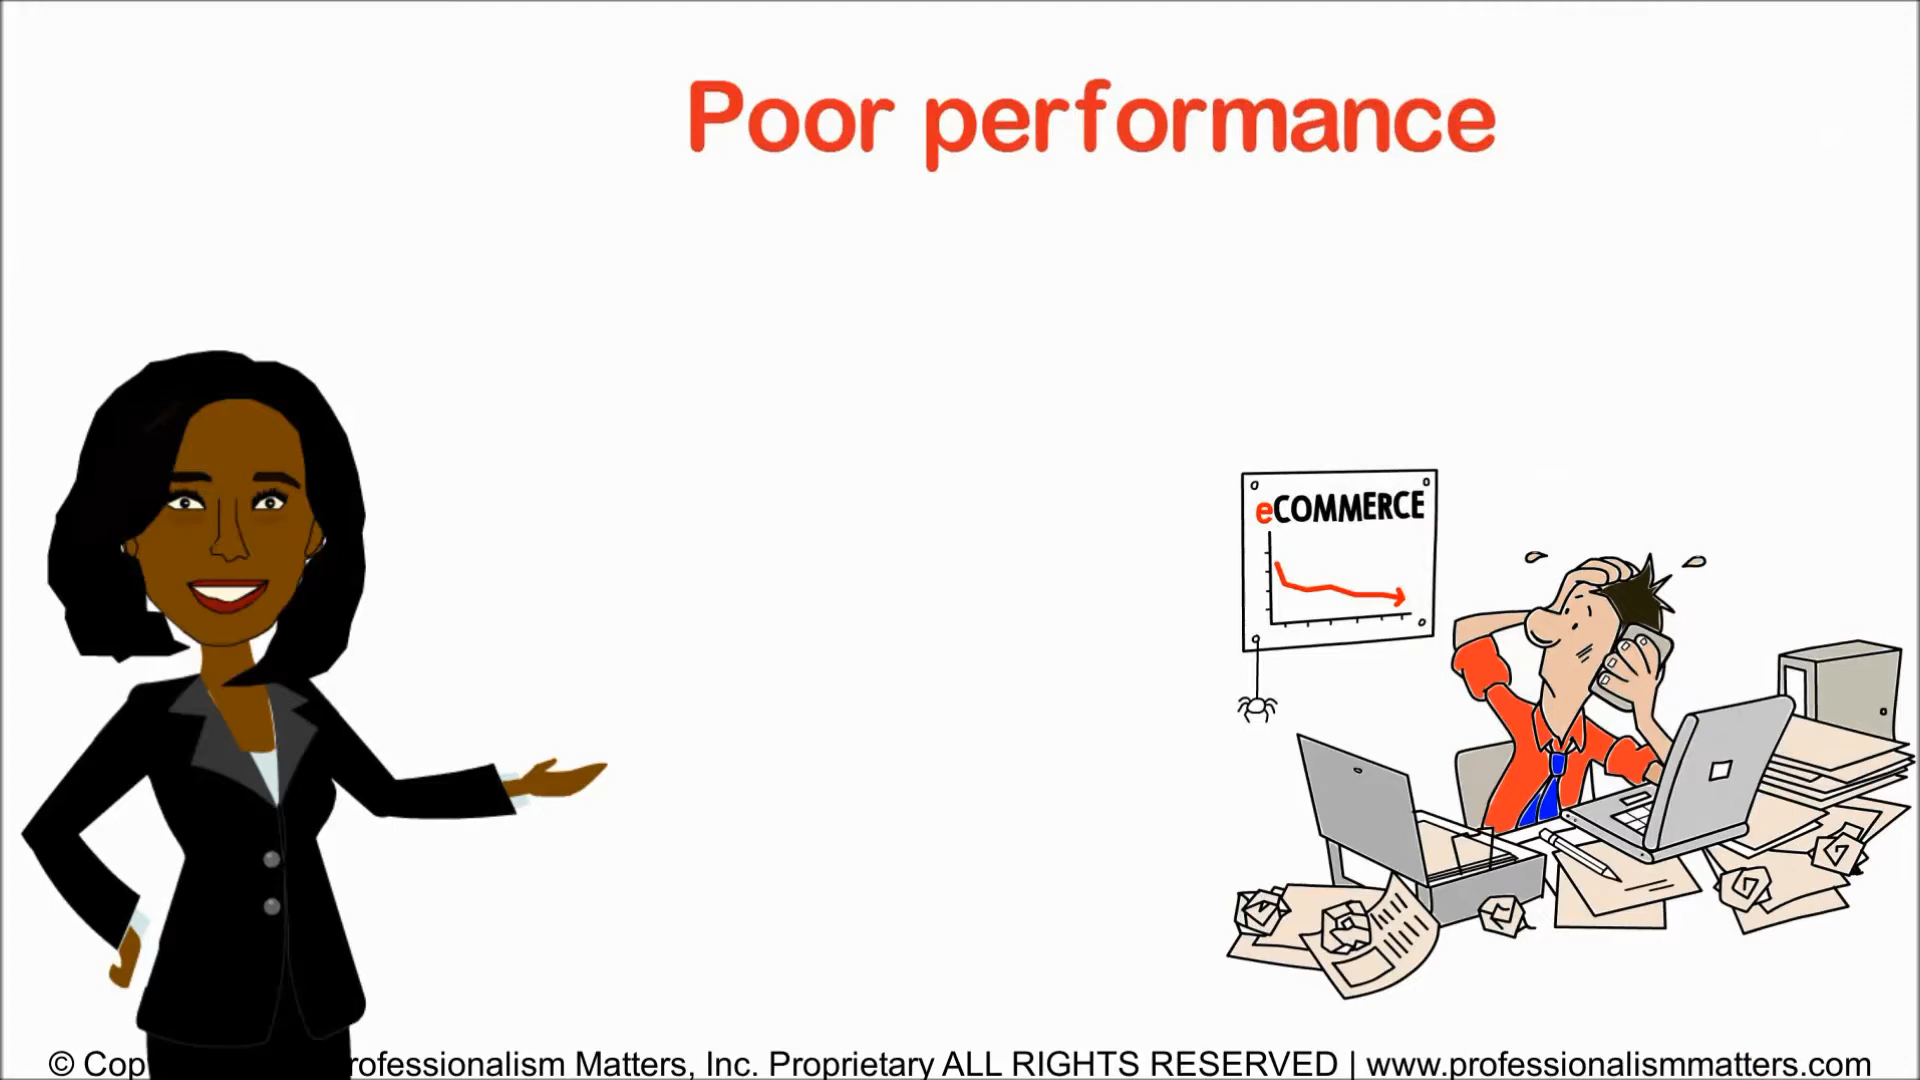 Poor performance
eCOMMERCE
© Cop rofessionalism Matters, Inc. Proprietary ALL RIGHTS RESERVED | www.professionalismmatters.com